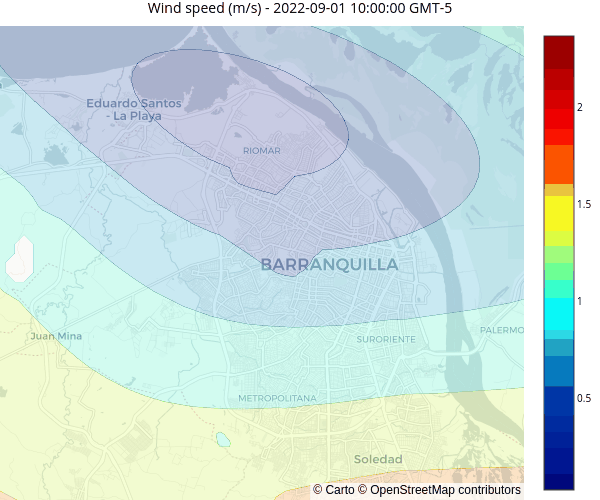 Wind speed (m/s) - 2022-09-01 10:00:00 GMT-5
Eduardo Santos
- La Playa
RIOMAR
BARRANQUILLA
Juan Mina
SURORIENTE
PALERMO
METROPOLITANA
Soledad
© Carto © OpenStreetMap contributors
2
1.5
1
0.5